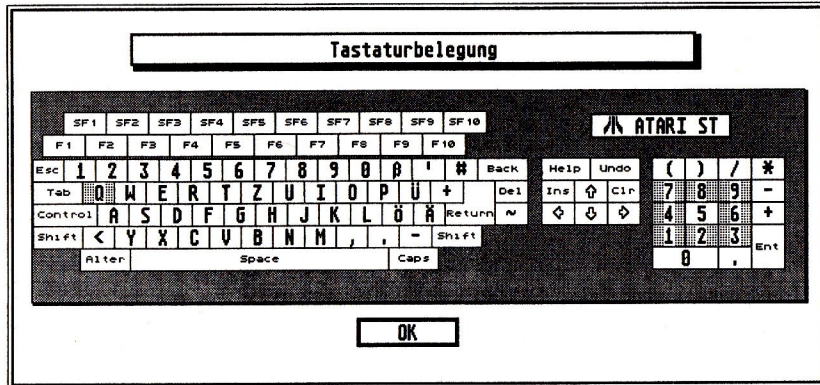 Tastaturbelegung
SF1 SF2 SF3 SF4 SF5 SF6 SF7 SF8 SF9 SF10
ATARI ST
F1 F2 F3 F4 F5 F6 F7 F8 F9 F10
Esc 1 2 3 4 5 6 7 8 9 0 β ' # Back Help Undo ( ) / *
Tab Q W E R T Z U I O P Ü + Del Ins ⇧ Clr 7 8 9 -
Control A S D F G H J K L Ö Ä Return ~ ⇦ ⇩ ⇨ 4 5 6 +
Shift < Y X C V B N M , . - Shift 1 2 3 Ent
Alter Space Caps 0 .
OK